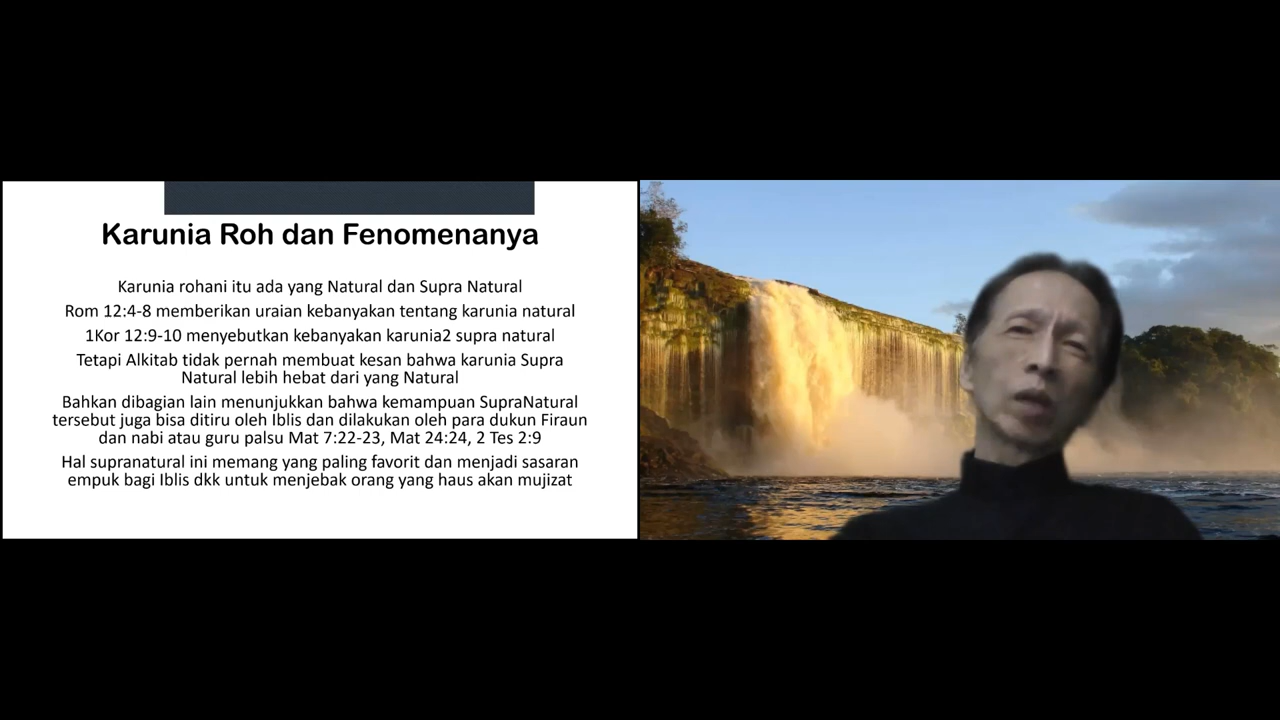 Karunia Roh dan Fenomenanya
Karunia rohani itu ada yang Natural dan Supra Natural
Rom 12:4-8 memberikan uraian kebanyakan tentang karunia natural
1Kor 12:9-10 menyebutkan kebanyakan karunia2 supra natural
Tetapi Alkitab tidak pernah membuat kesan bahwa karunia Supra
Natural lebih hebat dari yang Natural
Bahkan dibagian lain menunjukkan bahwa kemampuan SupraNatural
tersebut juga bisa ditiru oleh Iblis dan dilakukan oleh para dukun Firaun
dan nabi atau guru palsu Mat 7:22-23, Mat 24:24, 2 Tes 2:9
Hal supranatural ini memang yang paling favorit dan menjadi sasaran
empuk bagi Iblis dkk untuk menjebak orang yang haus akan mujizat